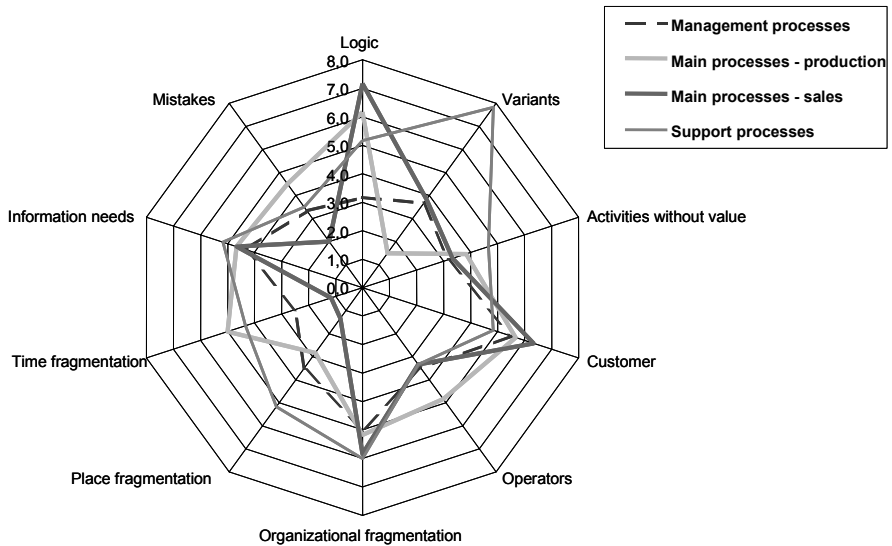 Management processes
Main processes - production
Main processes - sales
Support processes
Logic
8,0
7,0
6,0
5,0
4,0
3,0
2,0
1,0
0,0
Mistakes
Variants
Information needs
Activities without value
Time fragmentation
Customer
Place fragmentation
Operators
Organizational fragmentation